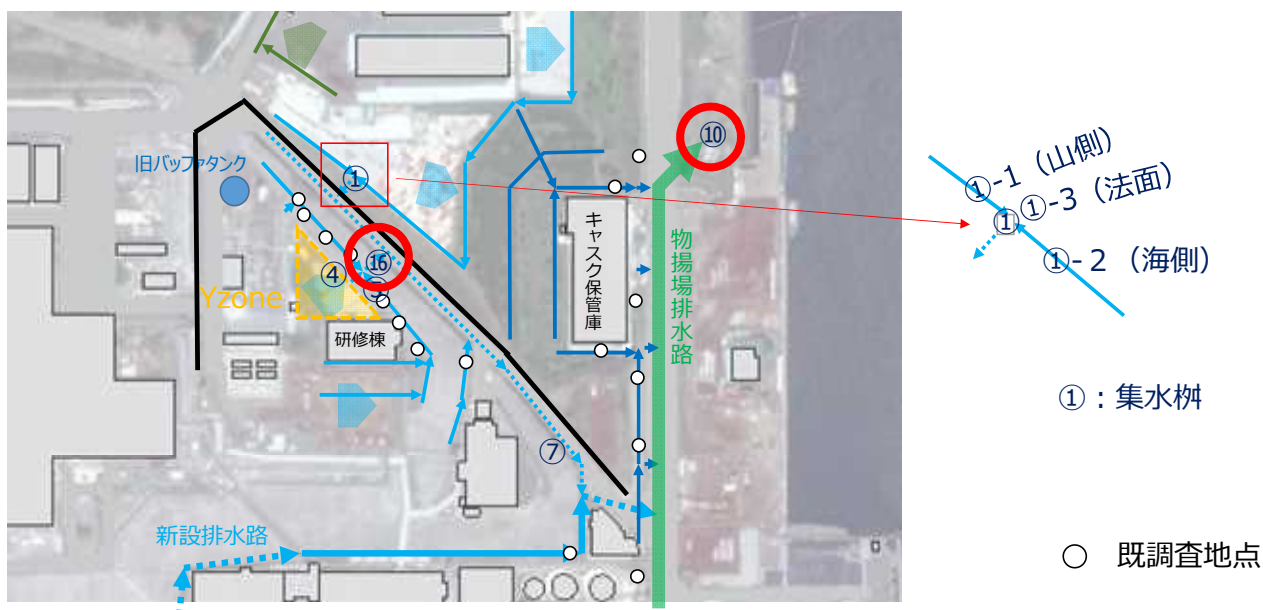 ⑩
旧バッファタンク
①
⑯
④
⑤
Yzone
研修棟
キャスク保管庫
物揚場排水路
⑦
新設排水路
①-1（山側）
①-3（法面）
①
①-2（海側）
①：集水桝
○ 既調査地点